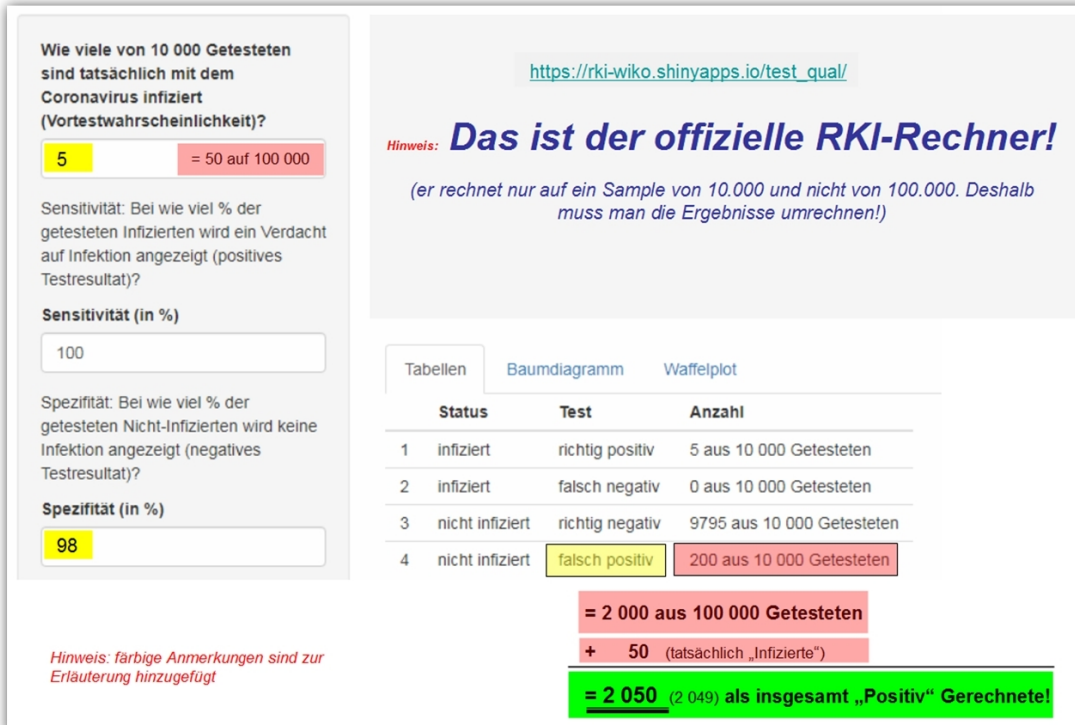 Wie viele von 10 000 Getesteten
sind tatsächlich mit dem
Coronavirus infiziert
(Vortestwahrscheinlichkeit)?
5 = 50 auf 100 000
Sensitivität: Bei wie viel % der
getesteten Infizierten wird ein Verdacht
auf Infektion angezeigt (positives
Testresultat)?
Sensitivität (in %)
100
Spezifität: Bei wie viel % der
getesteten Nicht-Infizierten wird keine
Infektion angezeigt (negatives
Testresultat)?
Spezifität (in %)
98
Hinweis: färbige Anmerkungen sind zur
Erläuterung hinzugefügt
https://rki-wiko.shinyapps.io/test_qual/
Hinweis: Das ist der offizielle RKI-Rechner!
(er rechnet nur auf ein Sample von 10.000 und nicht von 100.000. Deshalb
muss man die Ergebnisse umrechnen!)
Tabellen Baumdiagramm Waffelplot
Status Test Anzahl
1 infiziert richtig positiv 5 aus 10 000 Getesteten
2 infiziert falsch negativ 0 aus 10 000 Getesteten
3 nicht infiziert richtig negativ 9795 aus 10 000 Getesteten
4 nicht infiziert falsch positiv 200 aus 10 000 Getesteten
= 2 000 aus 100 000 Getesteten
+ 50 (tatsächlich „Infizierte“)
= 2 050 (2 049) als insgesamt „Positiv“ Gerechnete!